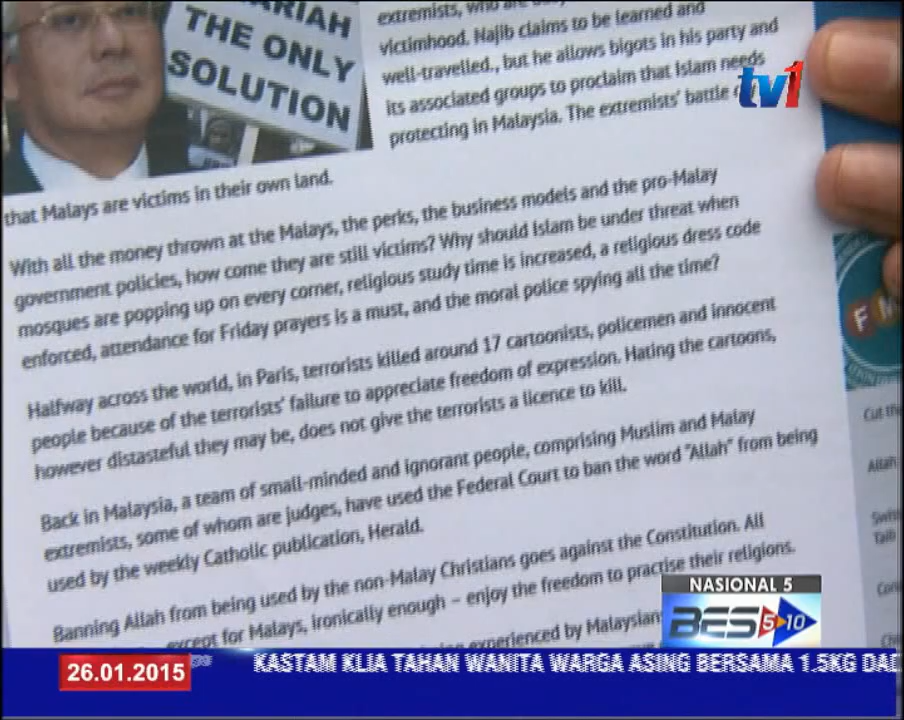 ARIAH
THE ONLY
SOLUTION
extremists, who are
victimhood. Najib claims to be learned and
well-travelled., but he allows bigots in his party and
its associated groups to proclaim that Islam needs
protecting in Malaysia. The extremists' battle
that Malays are victims in their own land.
With all the money thrown at the Malays, the perks, the business models and the pro-Malay
government policies, how come they are still victims? Why should Islam be under threat when
mosques are popping up on every corner, religious study time is increased, a religious dress code
enforced, attendance for Friday prayers is a must, and the moral police spying all the time?
Halfway across the world, in Paris, terrorists killed around 17 cartoonists, policemen and innocent
people because of the terrorists' failure to appreciate freedom of expression. Hating the cartoons,
however distasteful they may be, does not give the terrorists a licence to kill.
Back in Malaysia, a team of small-minded and ignorant people, comprising Muslim and Malay
extremists, some of whom are judges, have used the Federal Court to ban the word "Allah" from being
used by the weekly Catholic publication, Herald.
Banning Allah from being used by the non-Malay Christians goes against the Constitution. All
except for Malays, ironically enough – enjoy the freedom to practise their religions.
experienced by Malaysian
tv1
F
Cut th
Allah
Swis
Taib
Con
Chi
NASIONAL 5
BES 5 10
26.01.2015
KASTAM KLIA TAHAN WANITA WARGA ASING BERSAMA 1.5KG DAD